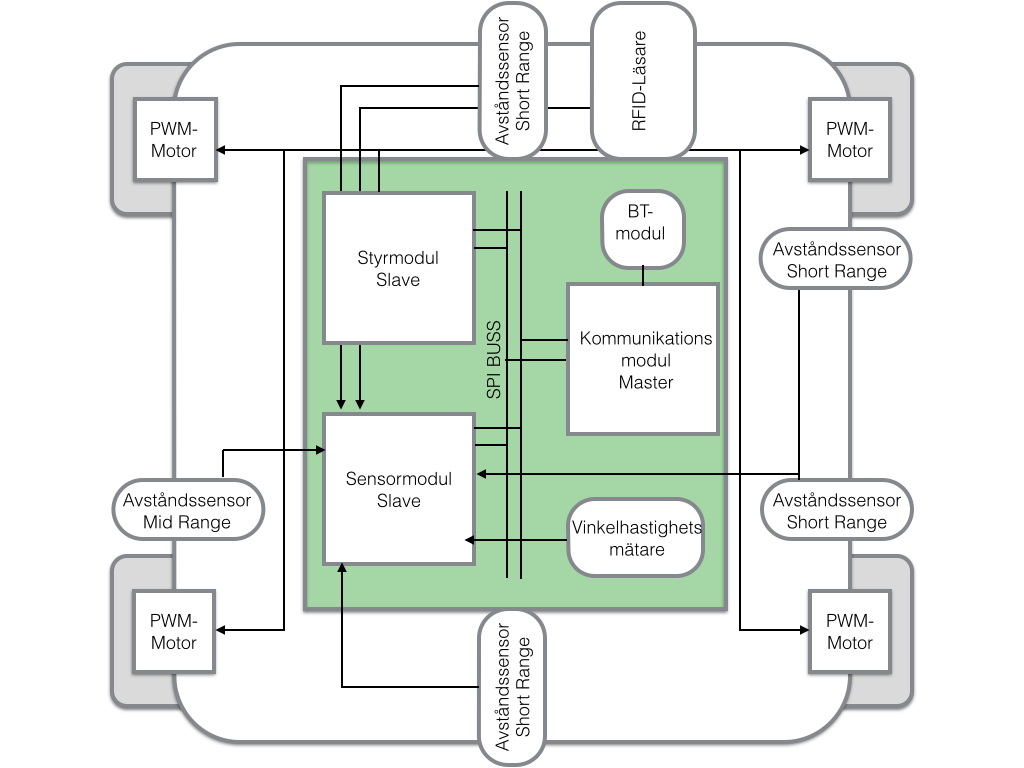 Avståndssensor
Short Range
RFID-Läsare
PWM-
Motor
PWM-
Motor
BT-
modul
Styrmodul
Slave
Avståndssensor
Short Range
SPI BUSS
Kommunikations
modul
Master
Sensormodul
Slave
Avståndssensor
Mid Range
Avståndssensor
Short Range
Vinkelhastighets
mätare
PWM-
Motor
PWM-
Motor
Avståndssensor
Short Range